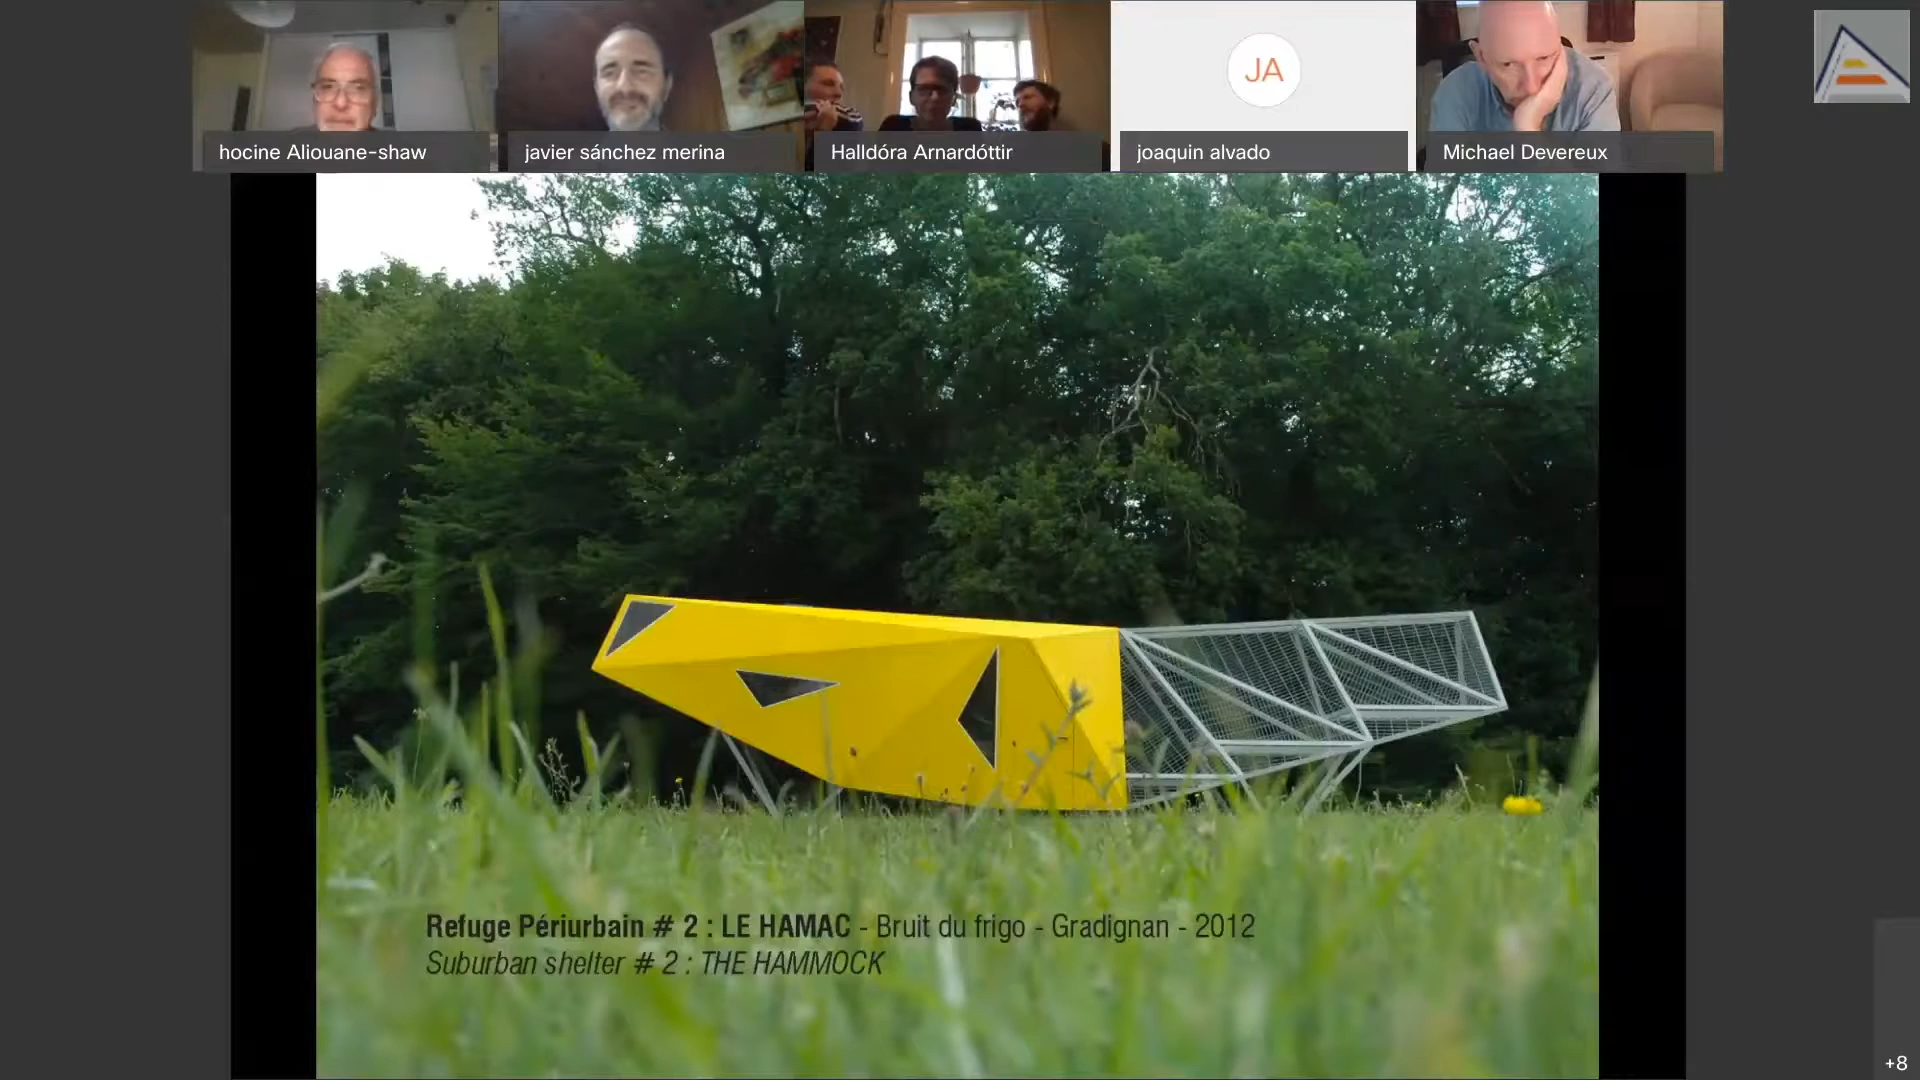 hocine Aliouane-shaw
javier sánchez merina
Halldóra Arnardóttir
JA
joaquin alvado
Michael Devereux
Refuge Périurbain # 2 : LE HAMAC - Bruit du frigo - Gradignan - 2012
Suburban shelter # 2 : THE HAMMOCK
+8